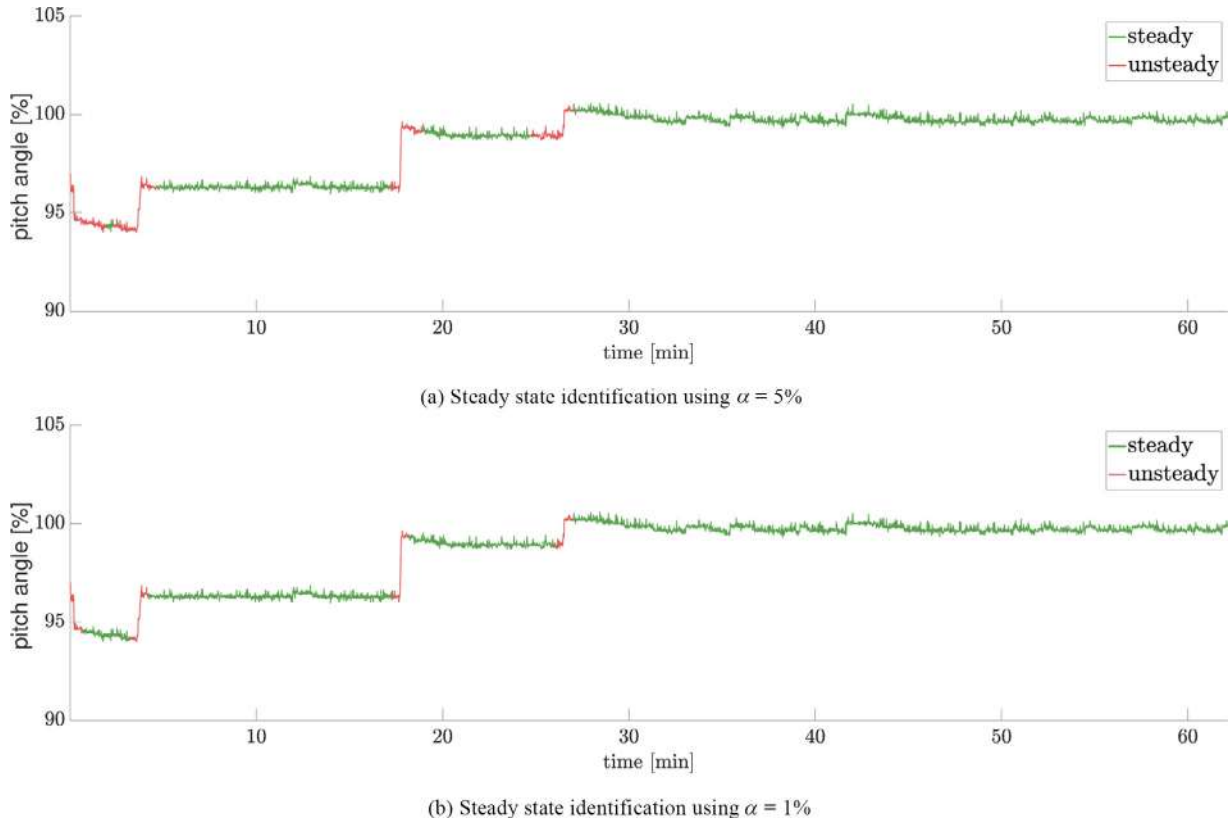 105
steady
unsteady
100
pitch angle [%]
95
90
10
20
30
40
50
60
time [min]
(a) Steady state identification using α = 5%
105
steady
unsteady
100
pitch angle [%]
95
90
10
20
30
40
50
60
time [min]
(b) Steady state identification using α = 1%